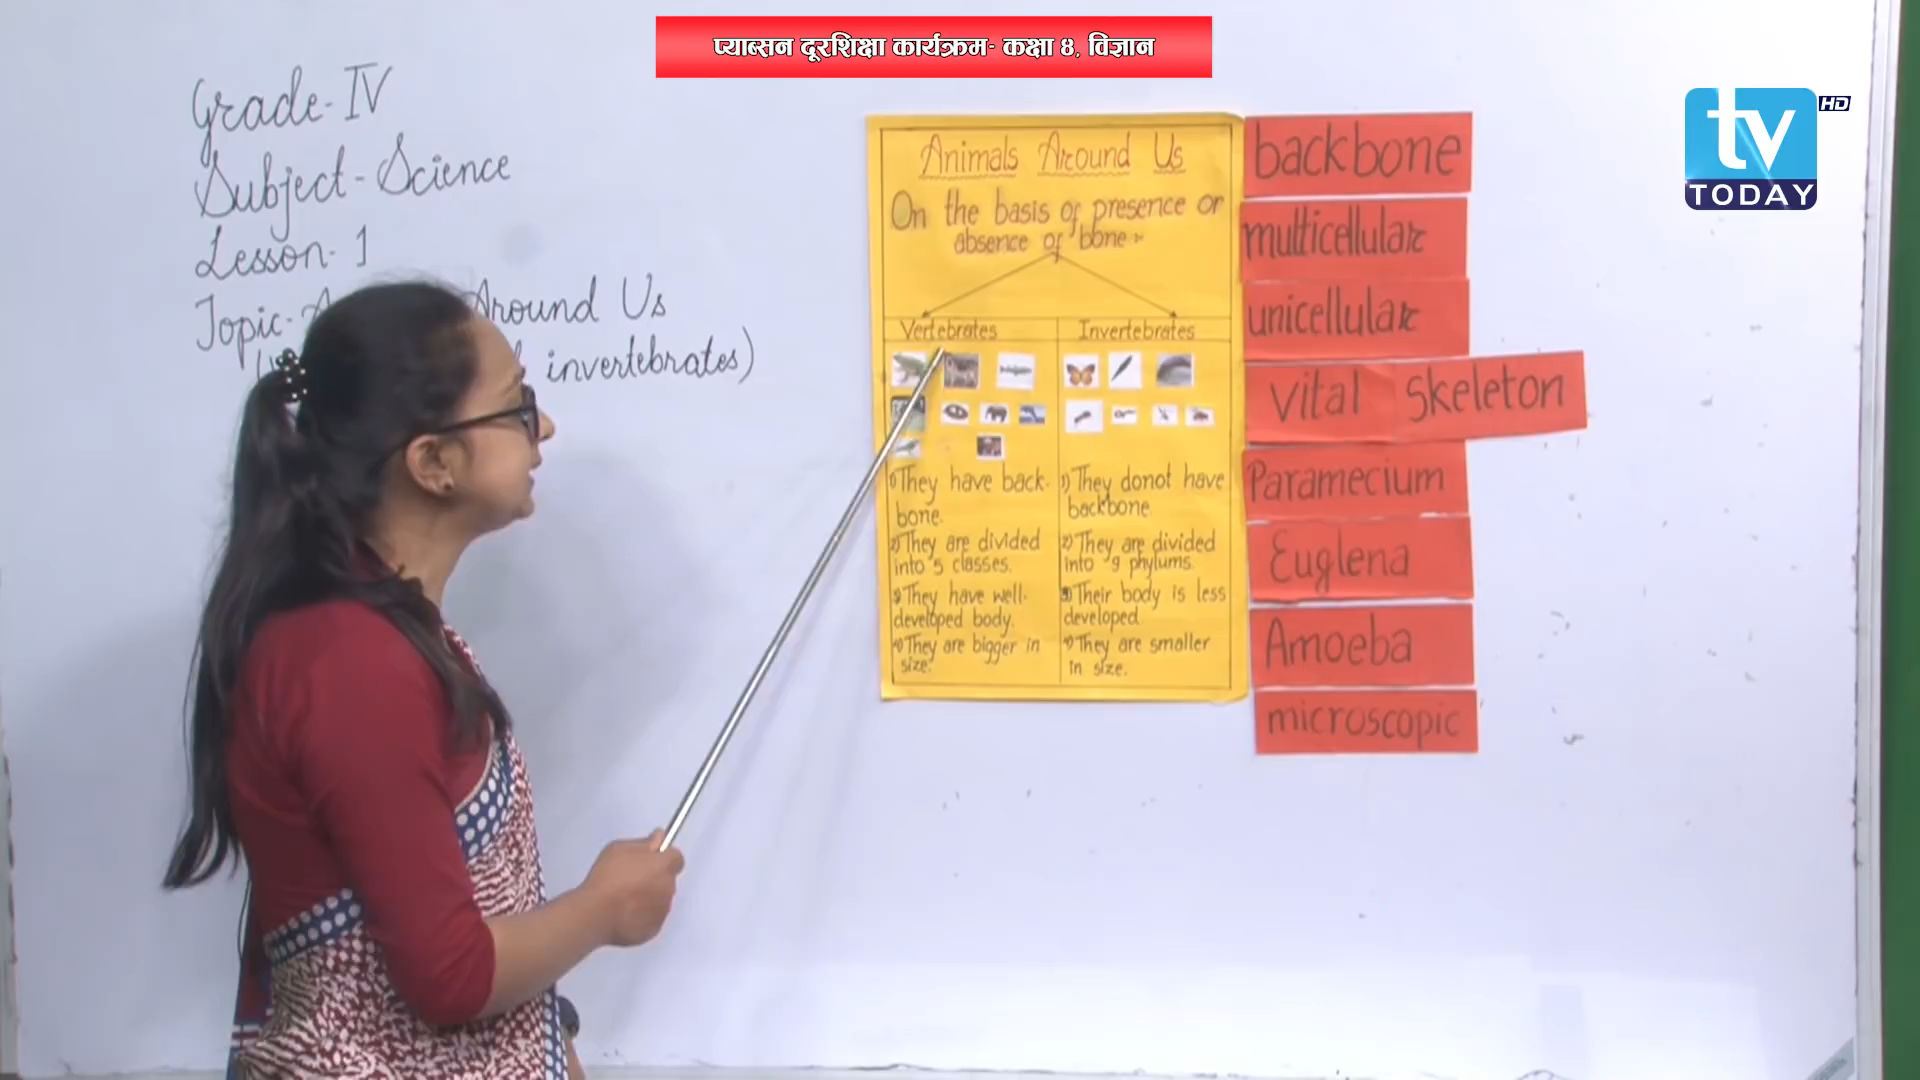 प्याब्सन दूरशिक्षा कार्यक्रम- कक्षा ४, विज्ञान
tv HD
TODAY
Grade-IV
Subject-Science
Lesson-1
Topic- Around Us
invertebrates)
Animals Around Us
On the basis of presence or
absence of bone:-
Vertebrates
1) They have back-
bone.
2) They are divided
into 5 classes.
3) They have well-
developed body.
4) They are bigger in
size.
Invertebrates
1) They donot have
backbone
2) They are divided
into 9 phylums.
3) Their body is less
developed
4) They are smaller
in size.
backbone
multicellular
unicellular
vital skeleton
Paramecium
Euglena
Amoeba
microscopic